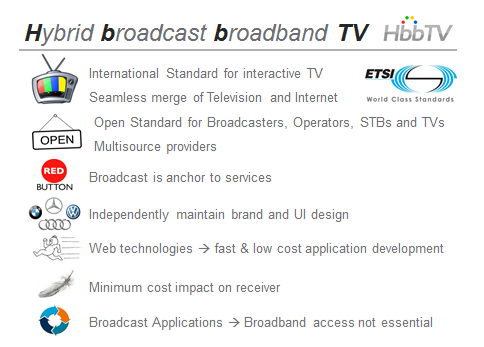 Hybrid broadcast broadband TV HbbTV
International Standard for interactive TV
ETSI
World Class Standards
Seamless merge of Television and Internet
Open Standard for Broadcasters, Operators, STBs and TVs
OPEN
Multisource providers
RED
BUTTON
Broadcast is anchor to services
Independently maintain brand and UI design
Web technologies → fast & low cost application development
Minimum cost impact on receiver
Broadcast Applications → Broadband access not essential